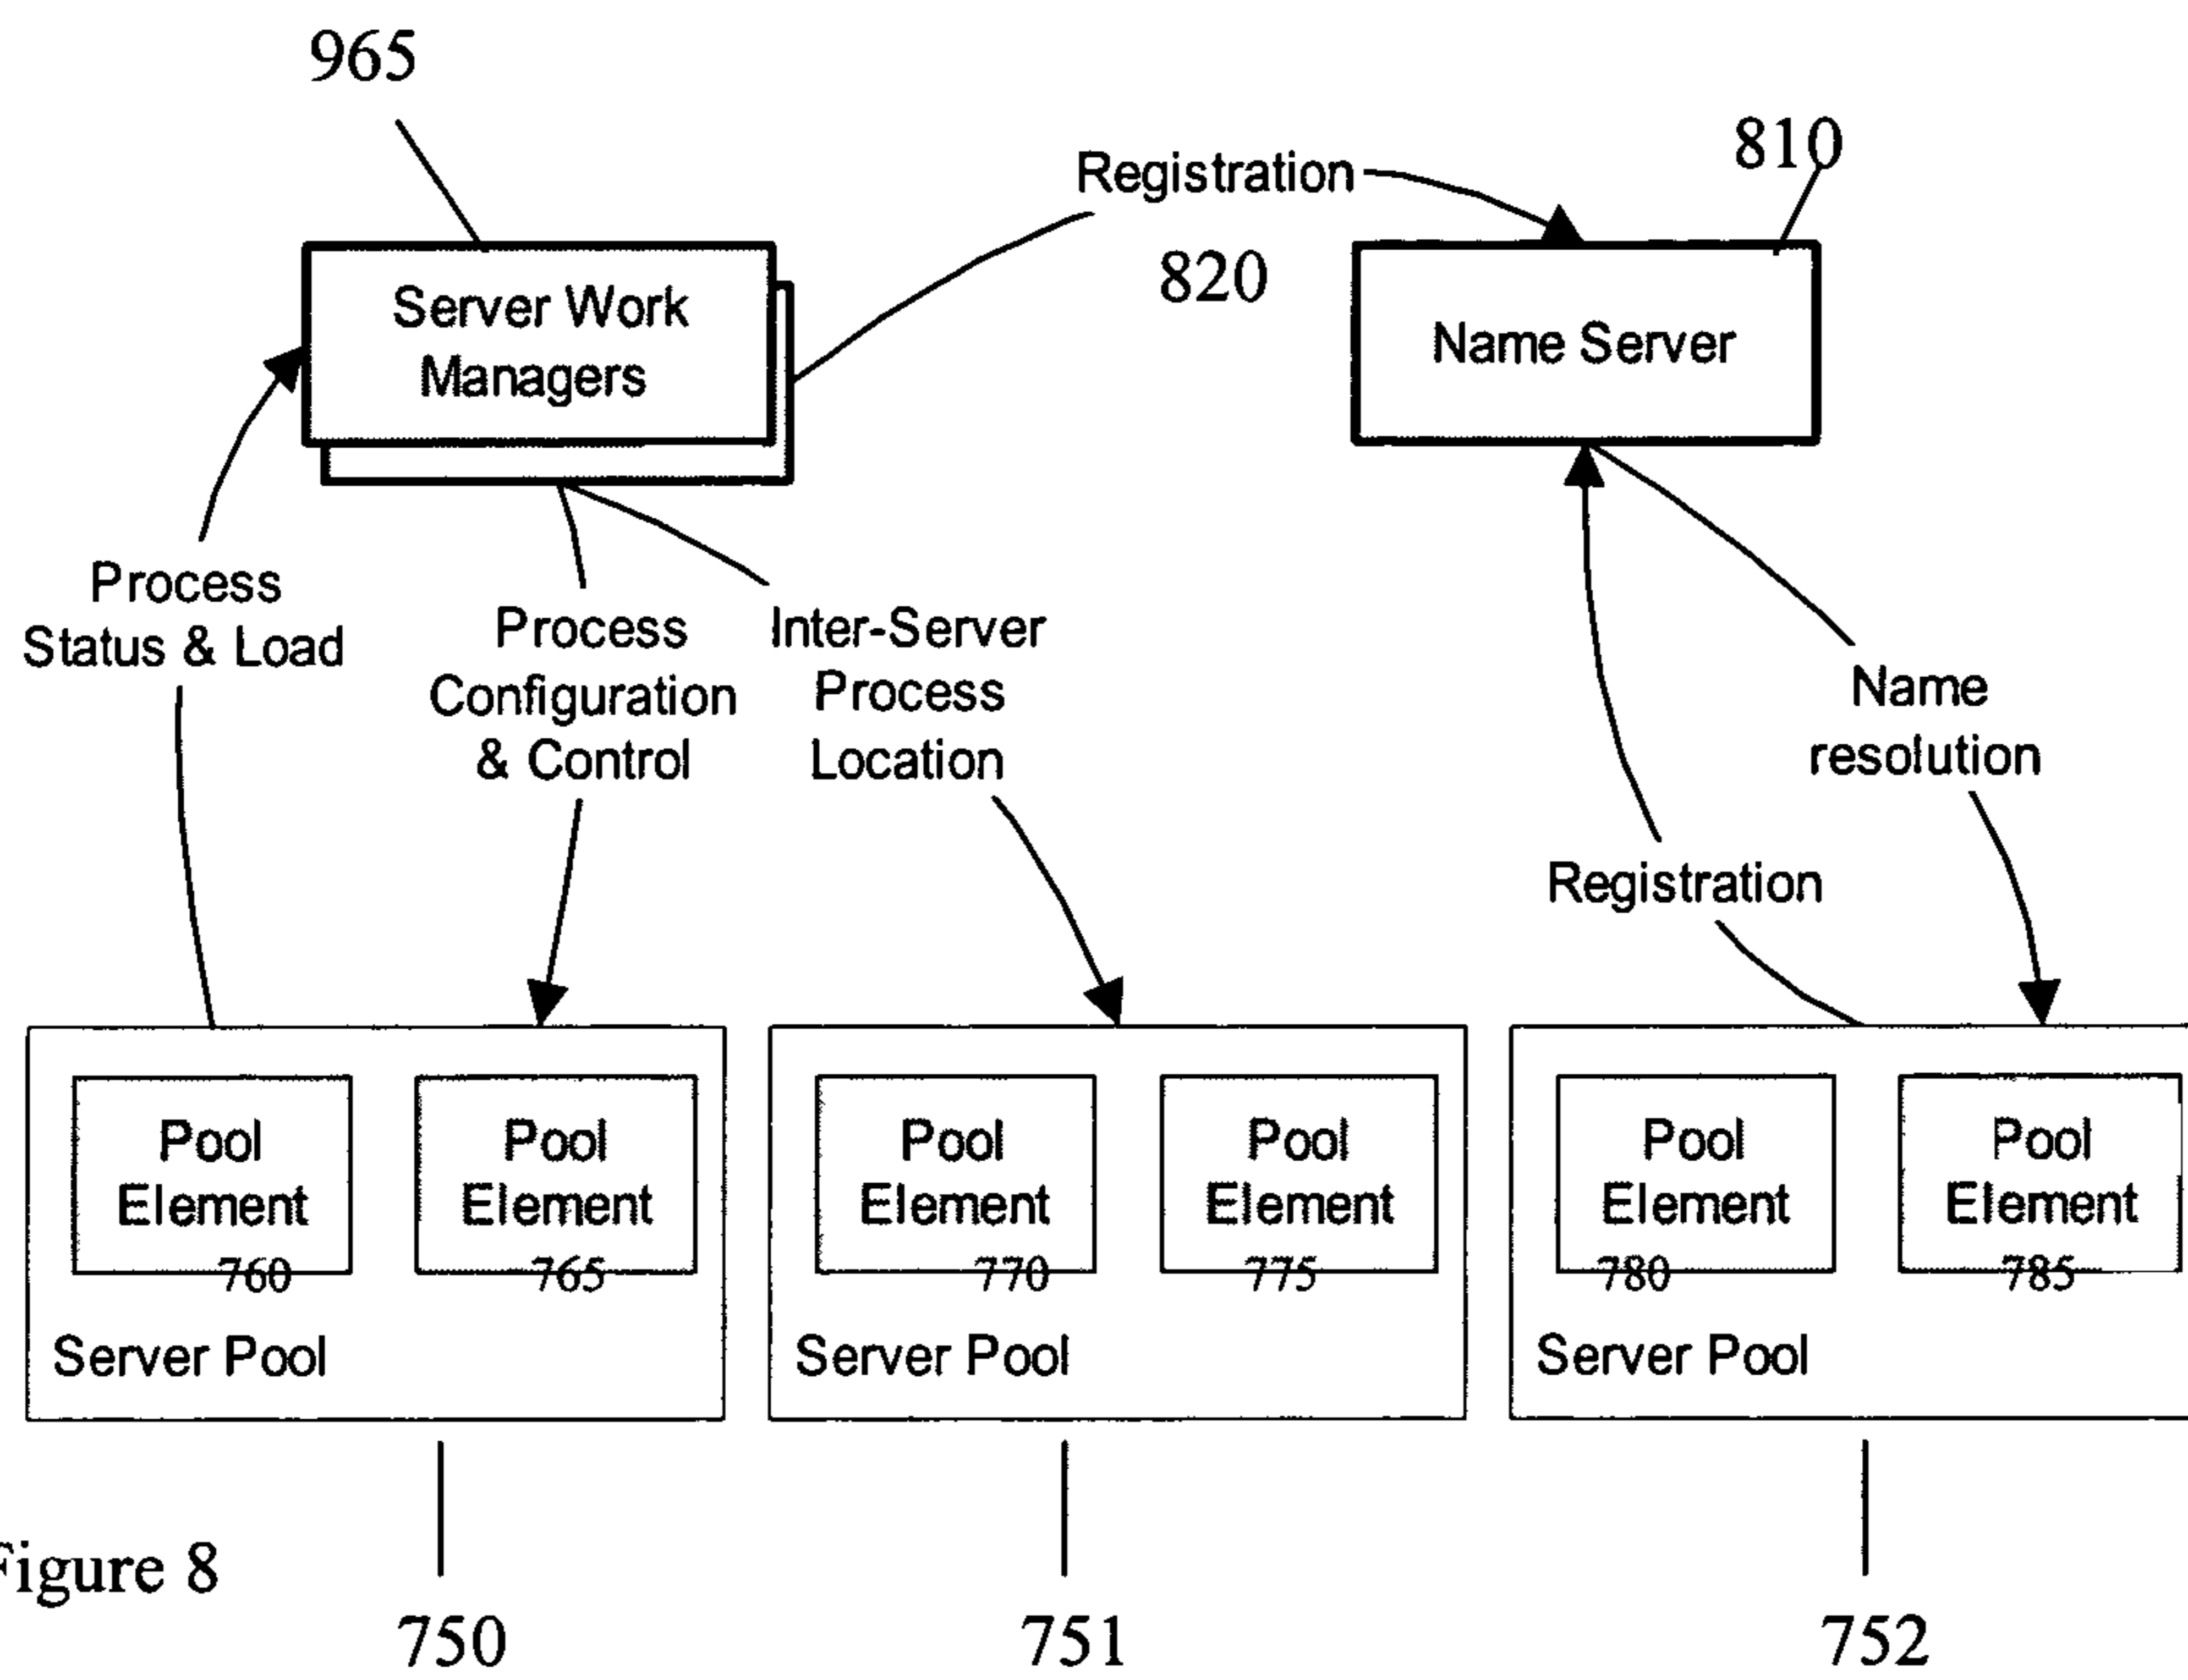 965
810
Registration
820
Server Work
Managers
Name Server
Process
Status & Load
Process
Configuration
& Control
Inter-Server
Process
Location
Name
resolution
Registration
Pool
Element
760
Pool
Element
765
Server Pool
Pool
Element
770
Pool
Element
775
Server Pool
Pool
Element
780
Pool
Element
785
Server Pool
Figure 8
750
751
752